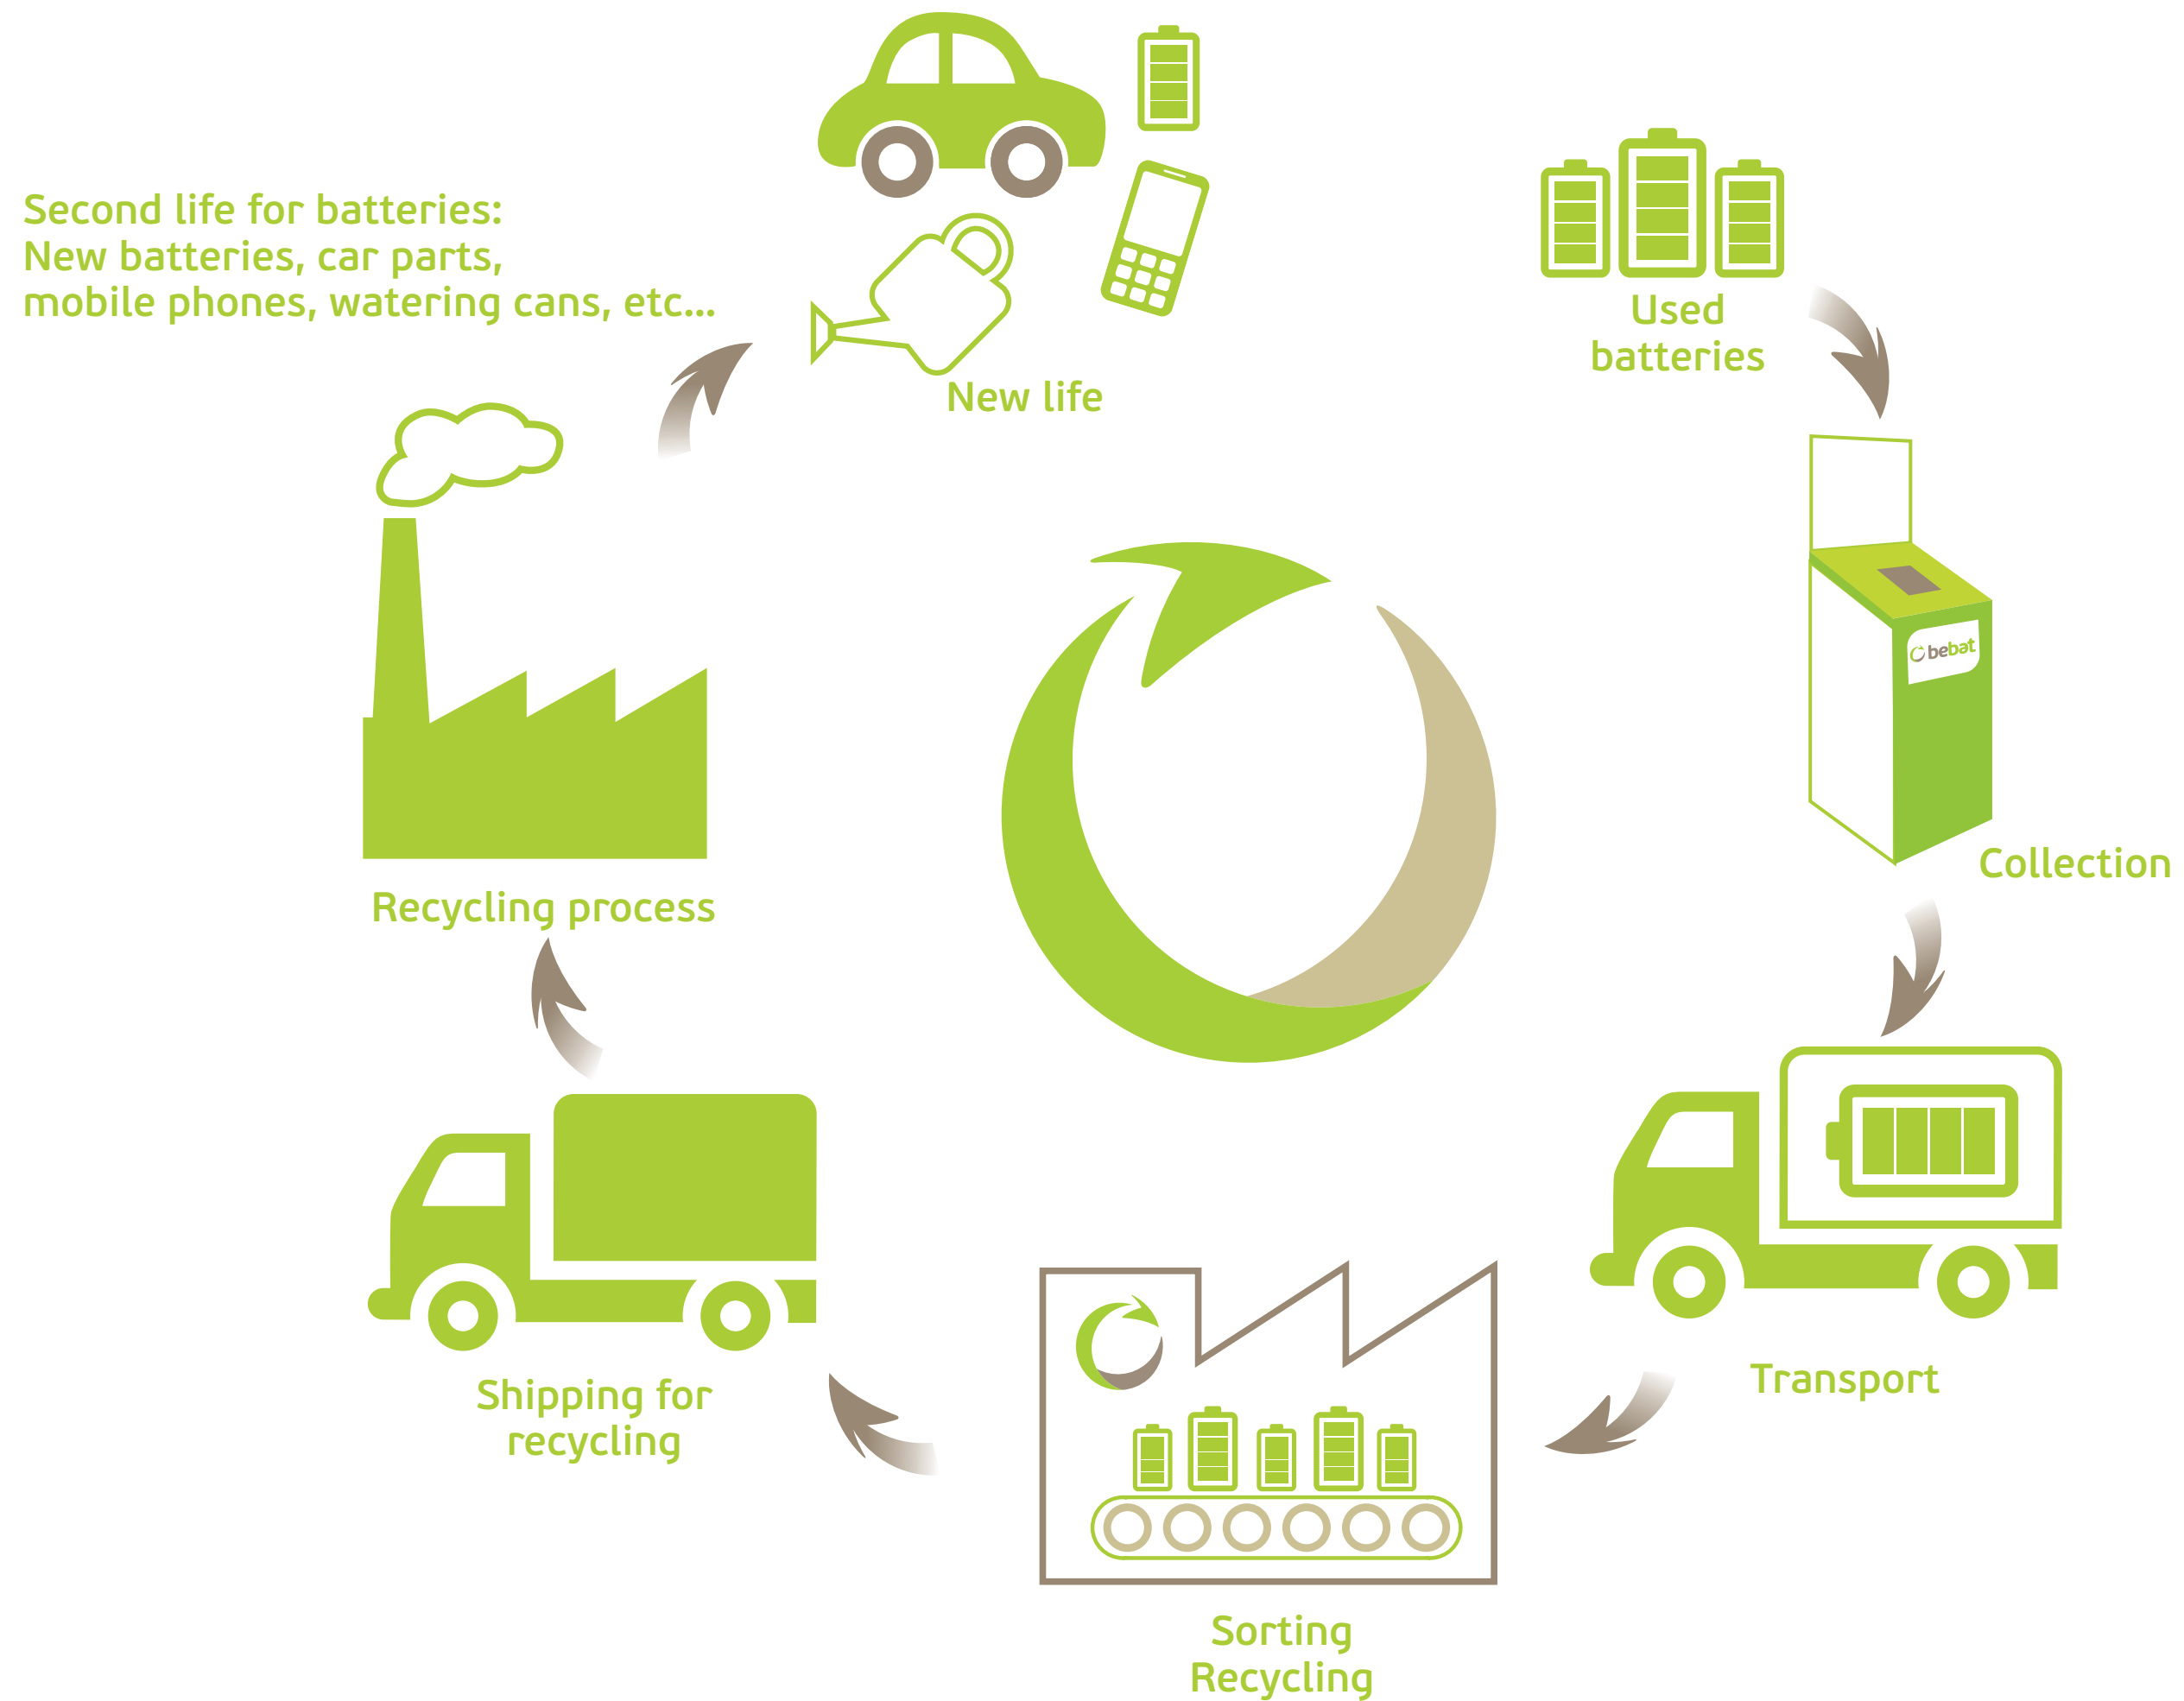 Second life for batteries:
New batteries, car parts,
mobile phones, watering cans, etc...
New life
Used
batteries
bebat
Collection
Transport
Sorting
Recycling
Shipping for
recycling
Recycling process